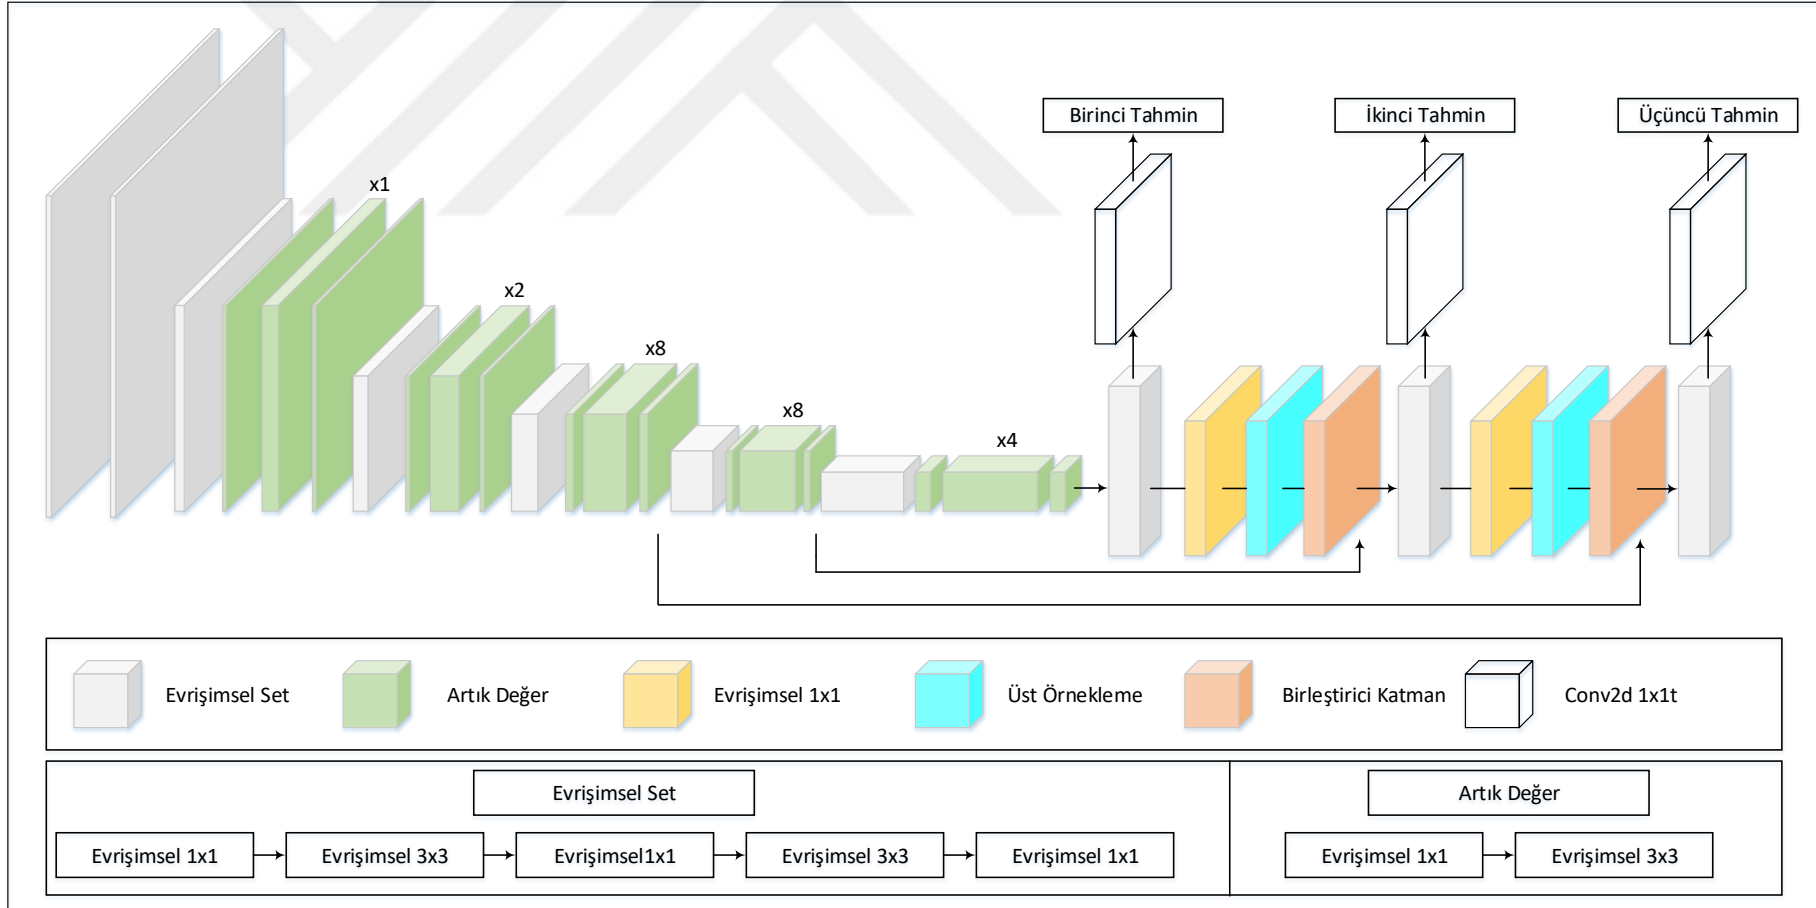 Birinci Tahmin
İkinci Tahmin
Üçüncü Tahmin
x1
x2
x8
x8
x4
Evrişimsel Set
Artık Değer
Evrişimsel 1x1
Üst Örnekleme
Birleştirici Katman
Conv2d 1x1t
Evrişimsel Set
Artık Değer
Evrişimsel 1x1
Evrişimsel 3x3
Evrişimsel1x1
Evrişimsel 3x3
Evrişimsel 1x1
Evrişimsel 1x1
Evrişimsel 3x3